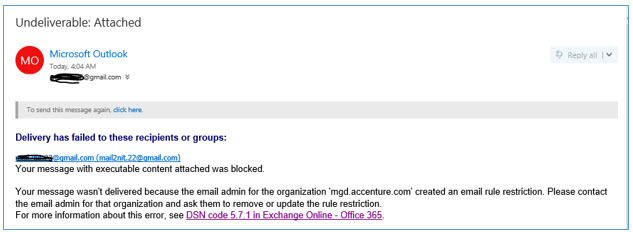 Undeliverable: Attached
MO
Microsoft Outlook
Today, 4:04 AM
@gmail.com
Reply all
To send this message again, click here.
Delivery has failed to these recipients or groups:
@gmail.com (mail2nit.22@gmail.com)
Your message with executable content attached was blocked.
Your message wasn't delivered because the email admin for the organization 'mgd.accenture.com' created an email rule restriction. Please contact
the email admin for that organization and ask them to remove or update the rule restriction.
For more information about this error, see DSN code 5.7.1 in Exchange Online - Office 365.